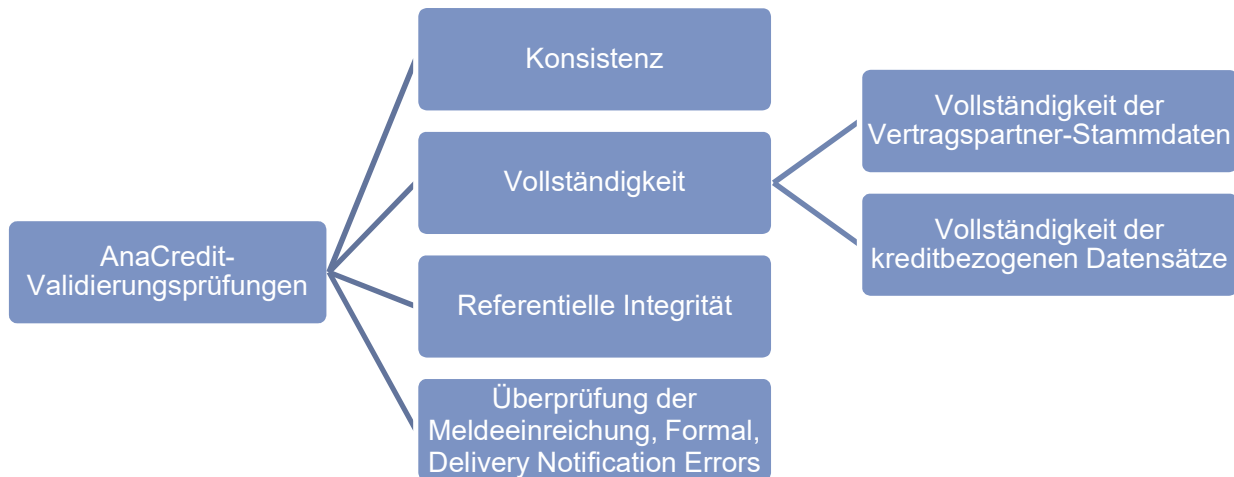 AnaCredit-
Validierungsprüfungen
Konsistenz
Vollständigkeit
Referentielle Integrität
Überprüfung der
Meldeeinreichung, Formal,
Delivery Notification Errors
Vollständigkeit der
Vertragspartner-Stammdaten
Vollständigkeit der
kreditbezogenen Datensätze